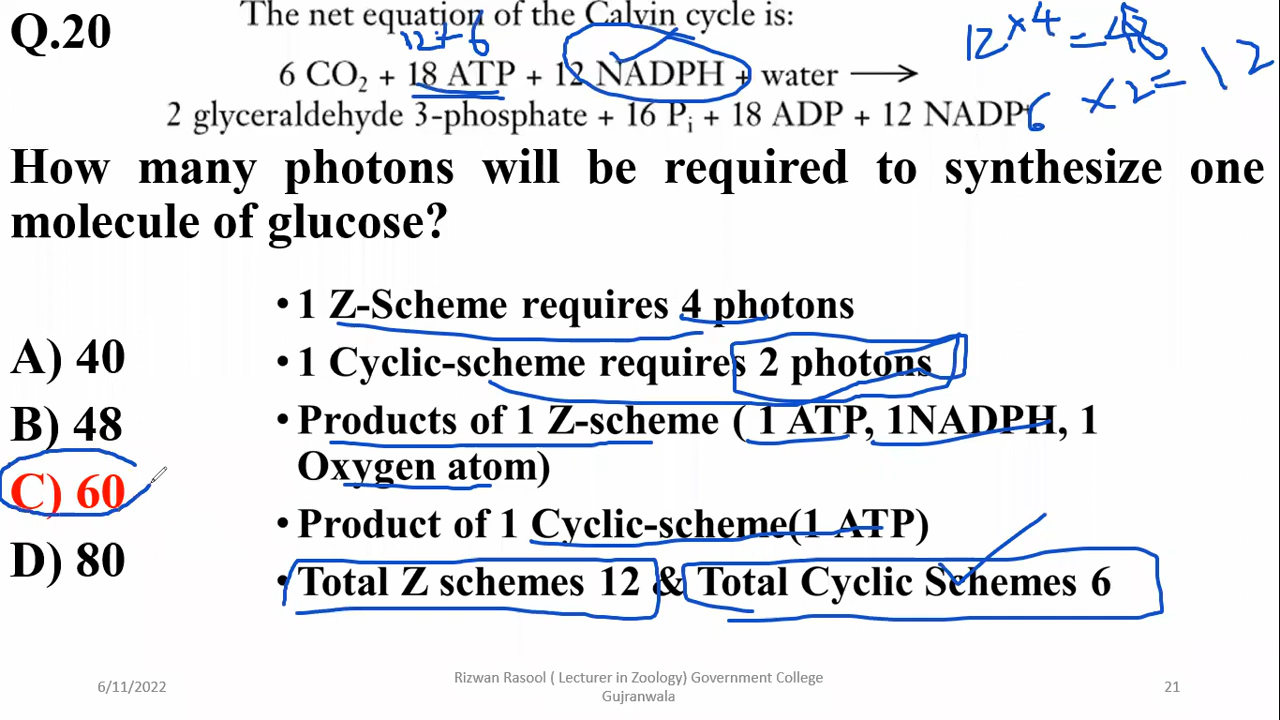 Q.20
The net equation of the Calvin cycle is:
12+6
12×4=48
6 CO₂ + 18 ATP + 12 NADPH + water ⟶
6×2=12
2 glyceraldehyde 3-phosphate + 16 Pᵢ + 18 ADP + 12 NADP⁺
How many photons will be required to synthesize one
molecule of glucose?
• 1 Z-Scheme requires 4 photons
A) 40
• 1 Cyclic-scheme requires 2 photons
B) 48
• Products of 1 Z-scheme ( 1 ATP, 1NADPH, 1
Oxygen atom)
C) 60
• Product of 1 Cyclic-scheme(1 ATP)
D) 80
• Total Z schemes 12 & Total Cyclic Schemes 6
6/11/2022
Rizwan Rasool ( Lecturer in Zoology) Government College
Gujranwala
21